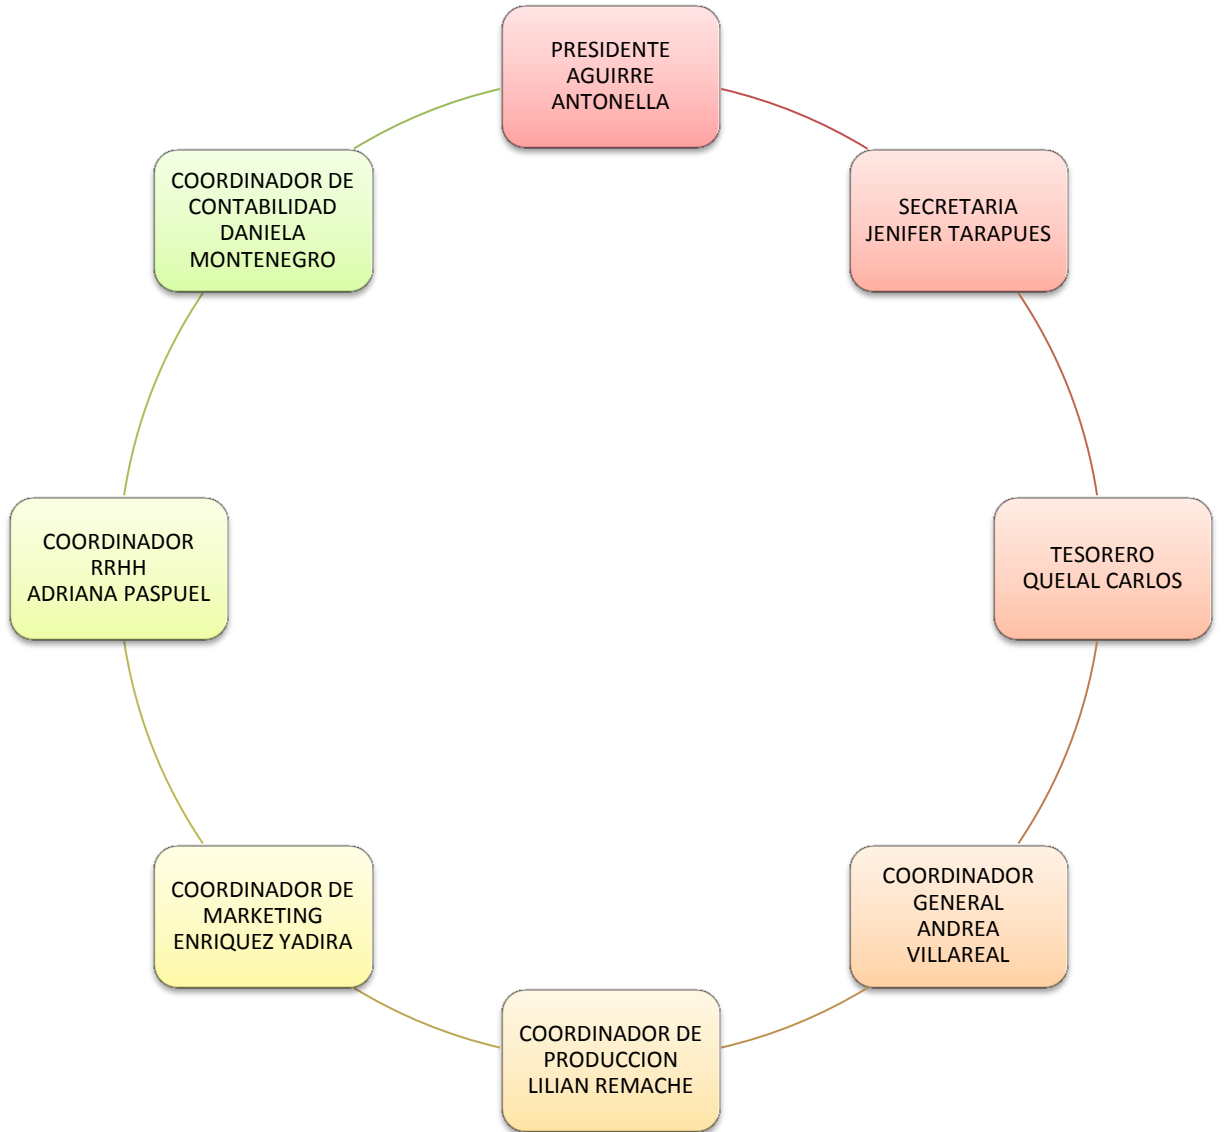 PRESIDENTE
AGUIRRE
ANTONELLA
SECRETARIA
JENIFER TARAPUES
TESORERO
QUELAL CARLOS
COORDINADOR
GENERAL
ANDREA
VILLAREAL
COORDINADOR DE
PRODUCCION
LILIAN REMACHE
COORDINADOR DE
MARKETING
ENRIQUEZ YADIRA
COORDINADOR
RRHH
ADRIANA PASPUEL
COORDINADOR DE
CONTABILIDAD
DANIELA
MONTENEGRO